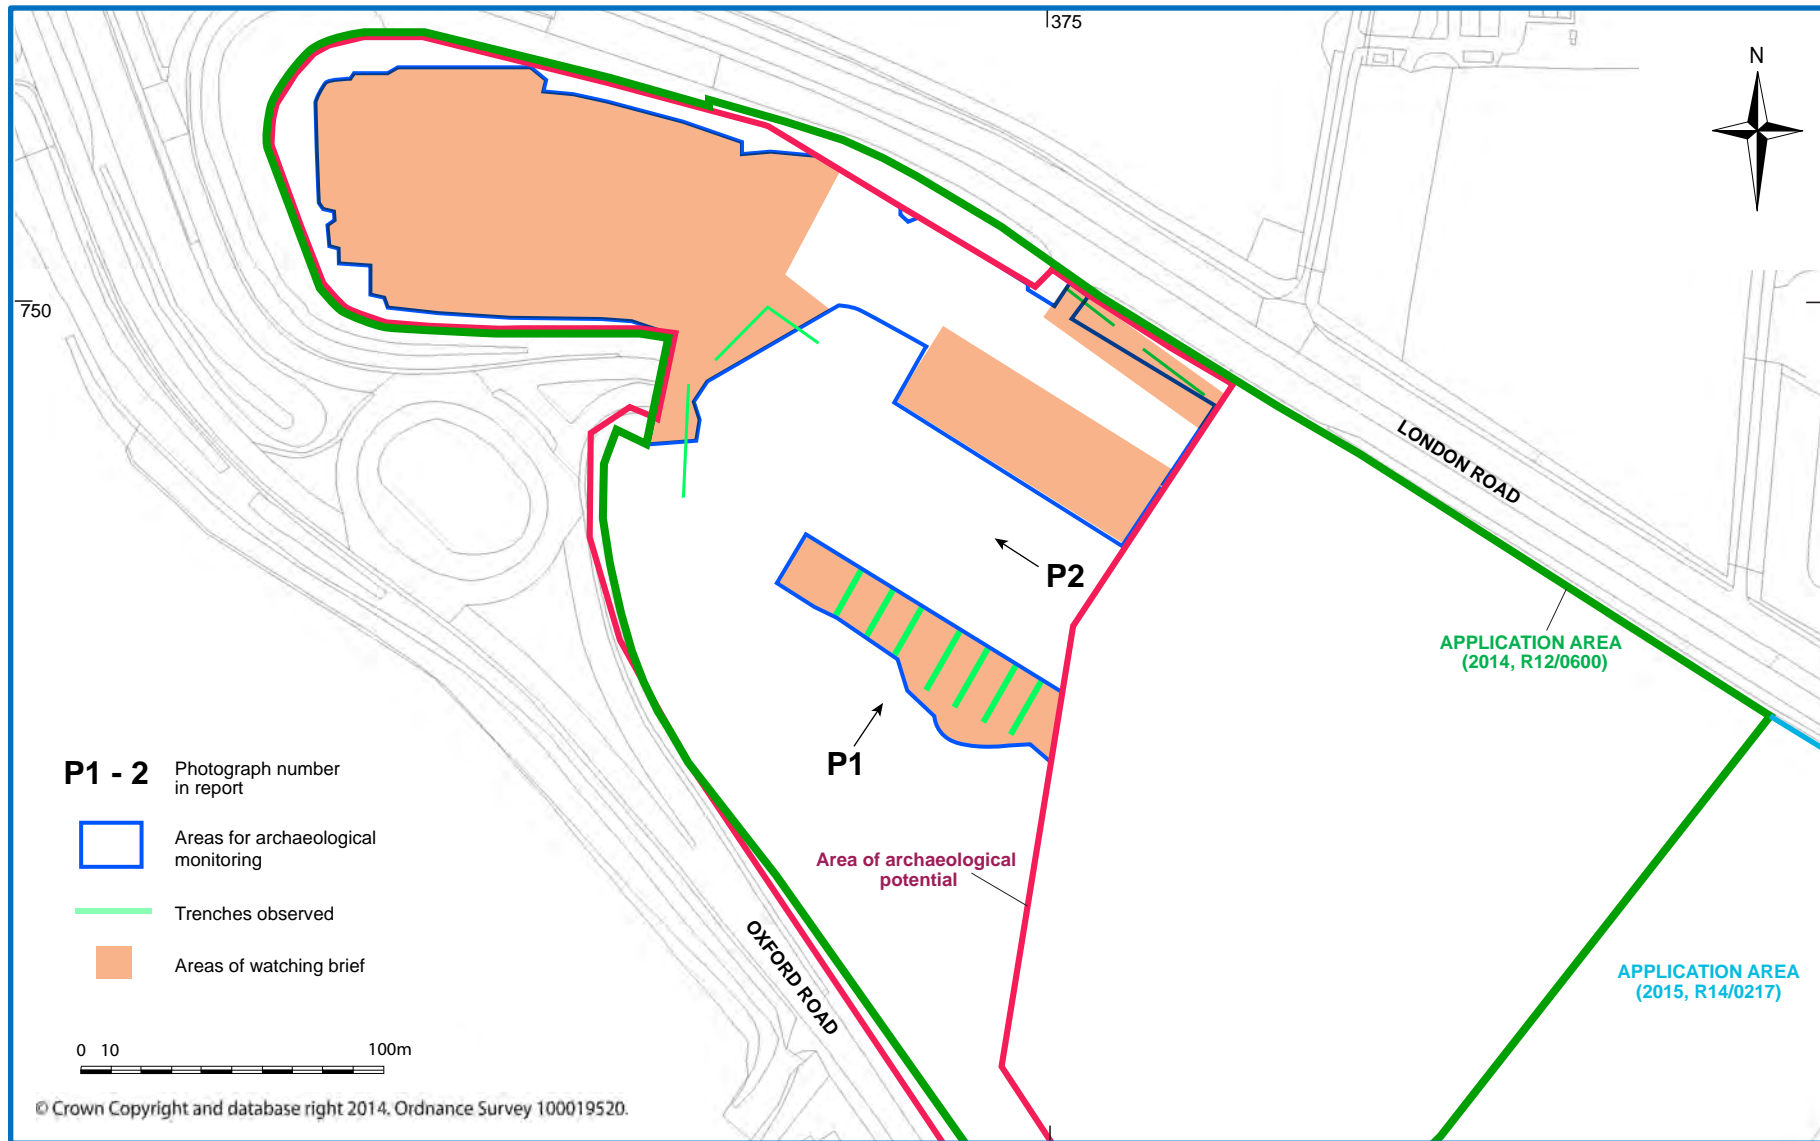 375
N
750
LONDON ROAD
P2
APPLICATION AREA
(2014, R12/0600)
P1
P1 - 2
Photograph number
in report
Areas for archaeological
monitoring
Area of archaeological
potential
Trenches observed
OXFORD ROAD
Areas of watching brief
APPLICATION AREA
(2015, R14/0217)
0 10 100m
© Crown Copyright and database right 2014. Ordnance Survey 100019520.